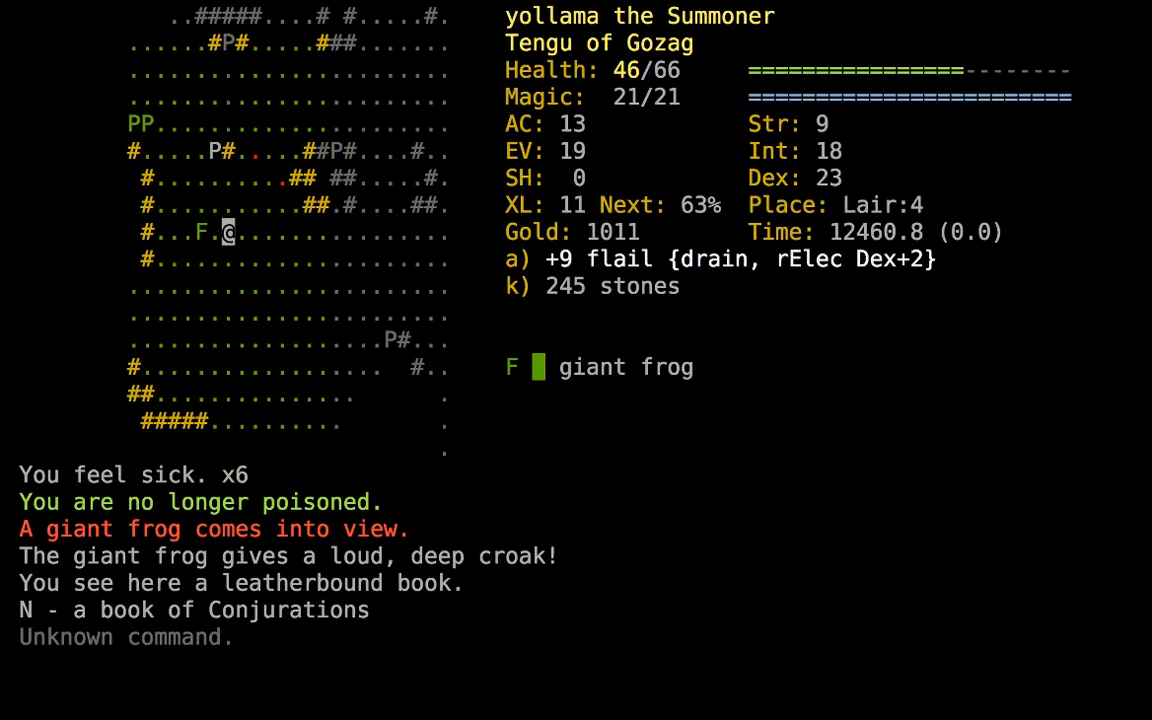 ..#####....# #.....#.
......#P#.....###.......
........................
........................
PP......................
#.....P#......##P#....#..
#..........## ##.....#.
#...........##.#....##.
#...F.@................
#......................
........................
........................
...................P#...
#..................  #..
##...............      .
#####..........       .
.
yollama the Summoner
Tengu of Gozag
Health: 46/66 ================--------
Magic:  21/21 ========================
AC: 13 Str: 9
EV: 19 Int: 18
SH:  0 Dex: 23
XL: 11 Next: 63% Place: Lair:4
Gold: 1011 Time: 12460.8 (0.0)
a) +9 flail {drain, rElec Dex+2}
k) 245 stones
F giant frog
You feel sick. x6
You are no longer poisoned.
A giant frog comes into view.
The giant frog gives a loud, deep croak!
You see here a leatherbound book.
N - a book of Conjurations
Unknown command.